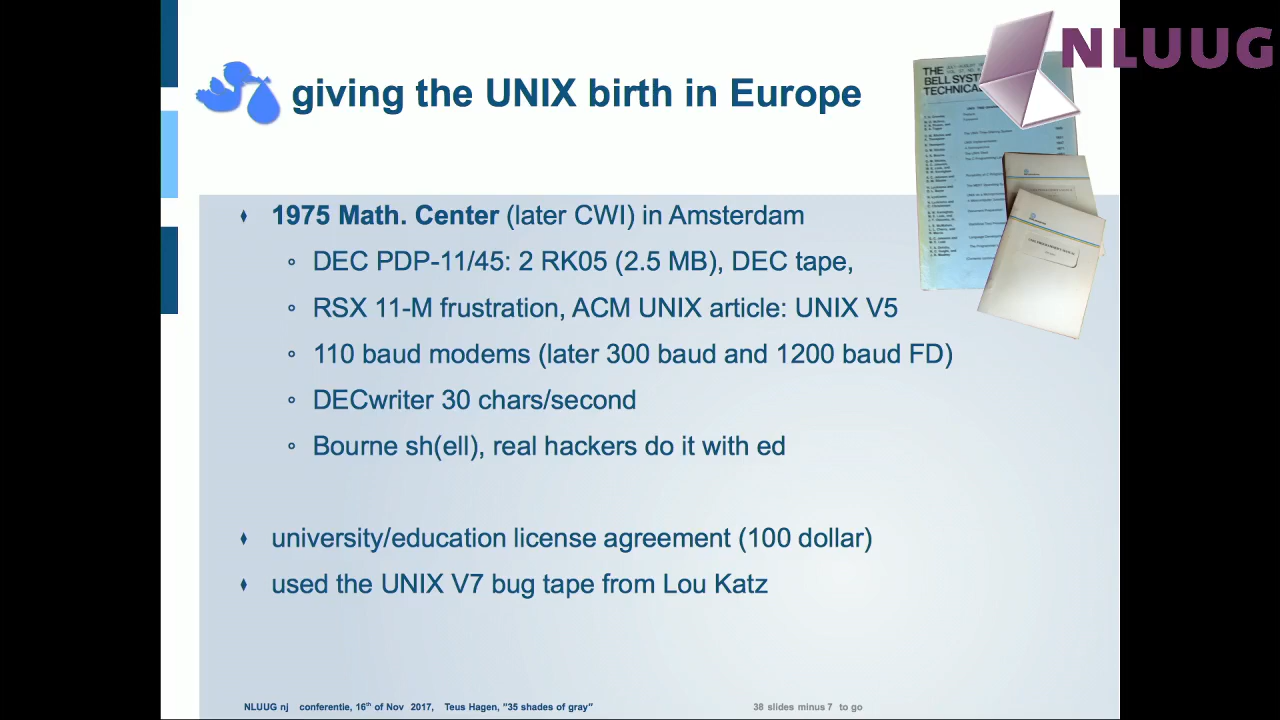 NLUUG
giving the UNIX birth in Europe
THE
BELL SYST
TECHNICA
1975 Math. Center (later CWI) in Amsterdam
DEC PDP-11/45: 2 RK05 (2.5 MB), DEC tape,
RSX 11-M frustration, ACM UNIX article: UNIX V5
110 baud modems (later 300 baud and 1200 baud FD)
DECwriter 30 chars/second
Bourne sh(ell), real hackers do it with ed
university/education license agreement (100 dollar)
used the UNIX V7 bug tape from Lou Katz
NLUUG nj conferentie, 16th of Nov 2017, Teus Hagen, "35 shades of gray"
38 slides minus 7 to go